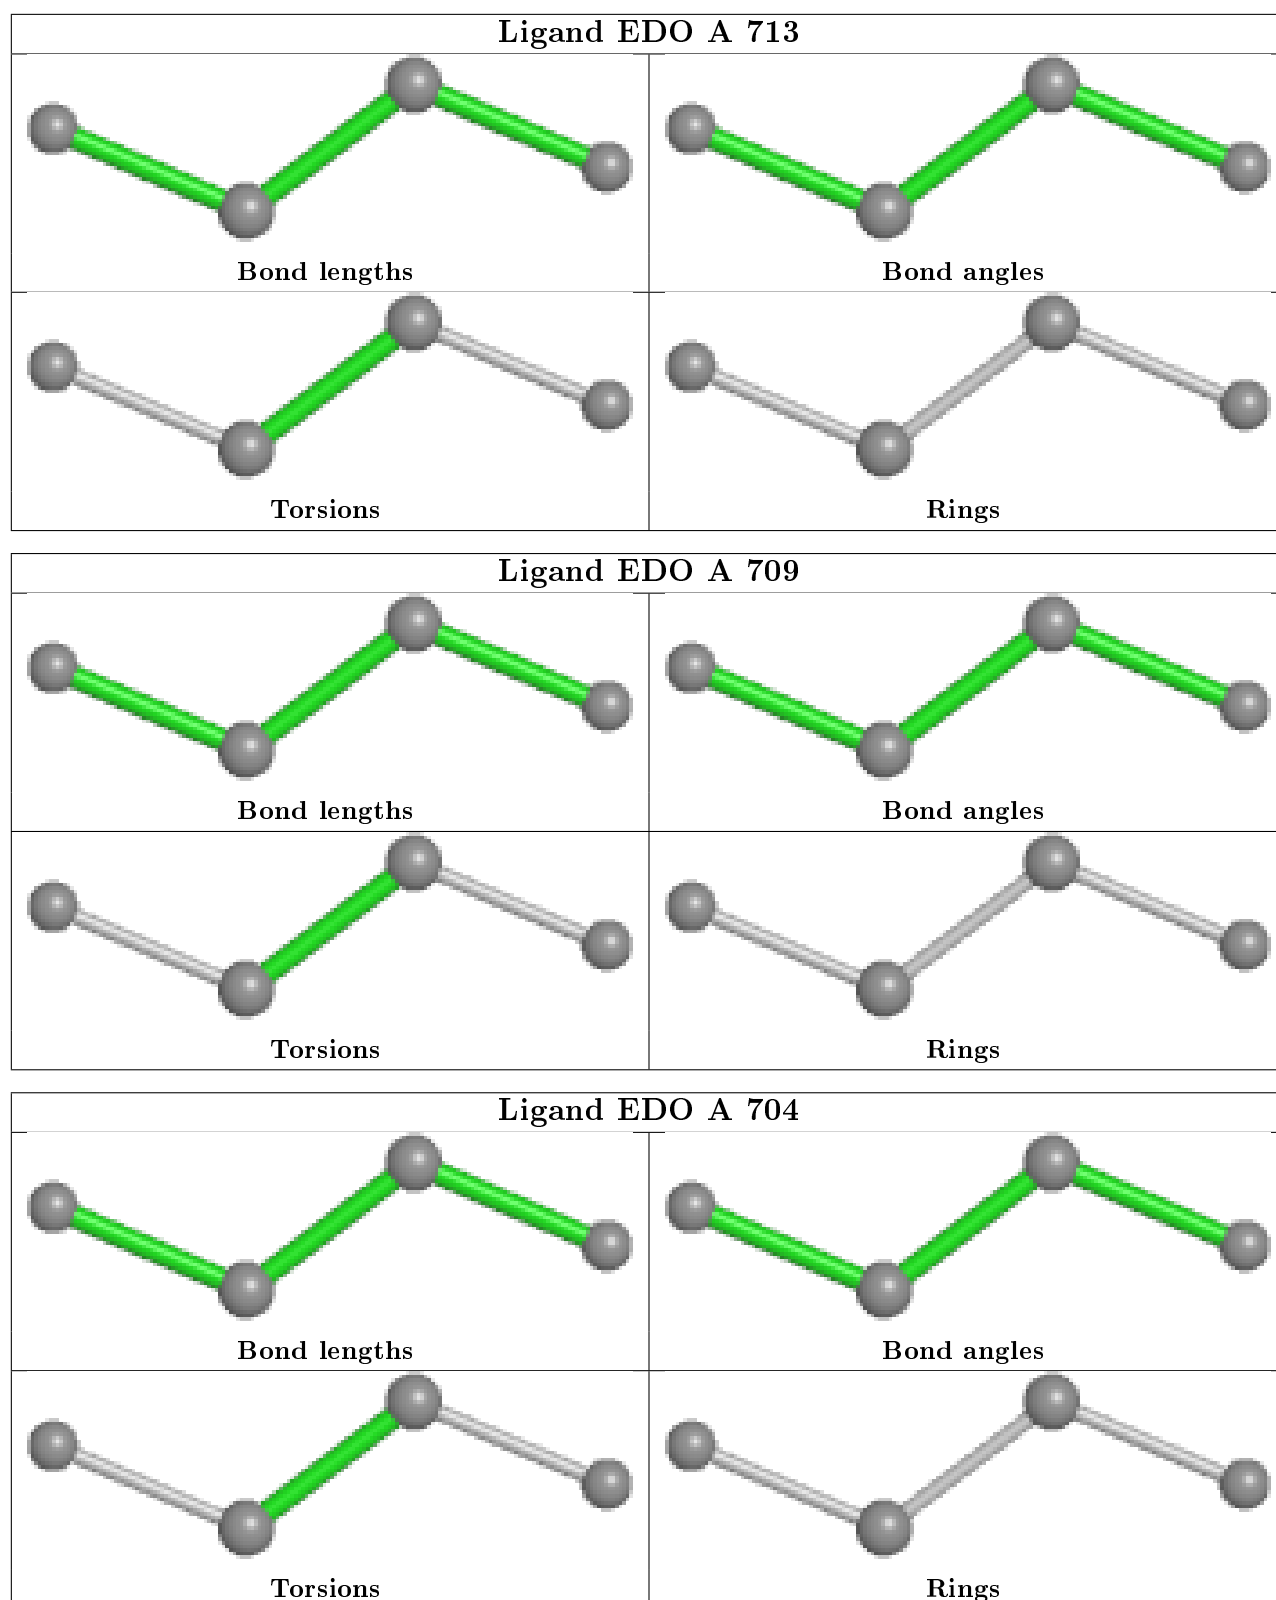 Ligand EDO A 713
Bond lengths
Bond angles
Torsions
Rings
Ligand EDO A 709
Bond lengths
Bond angles
Torsions
Rings
Ligand EDO A 704
Bond lengths
Bond angles
Torsions
Rings